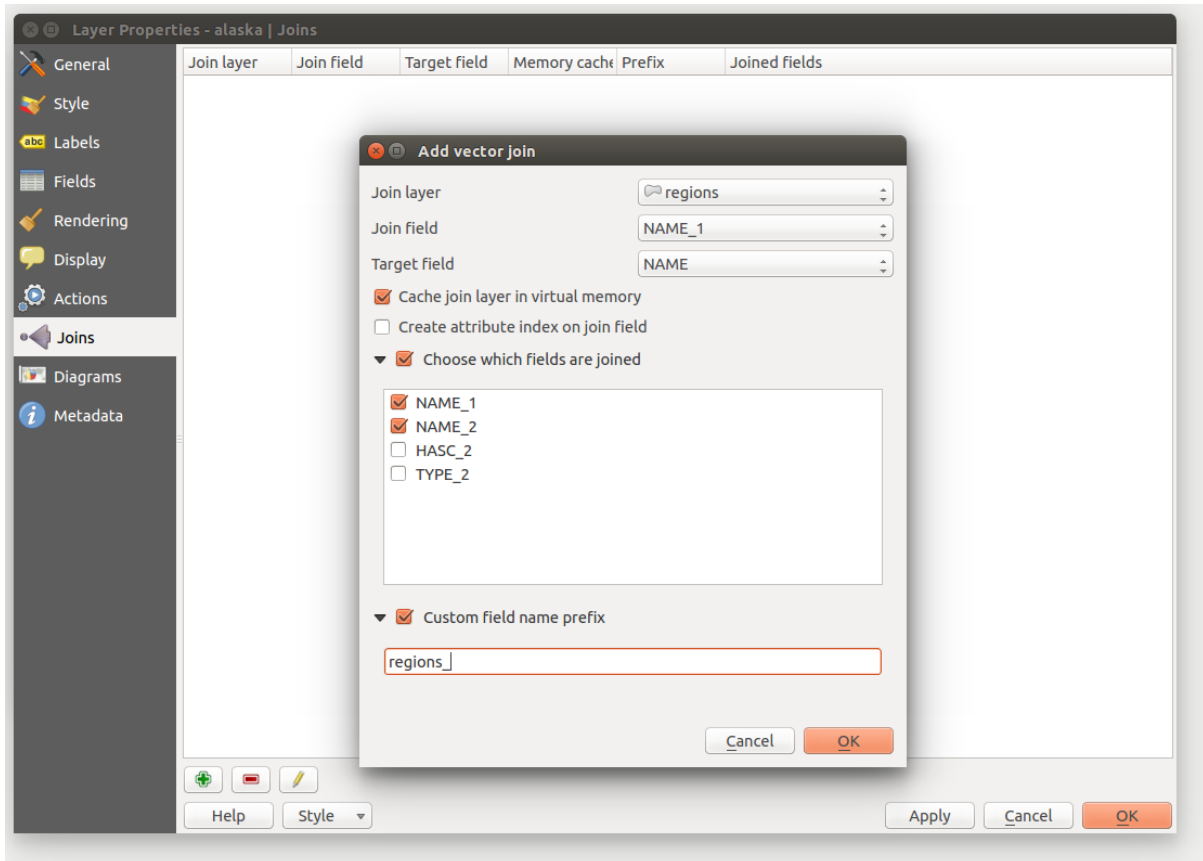 Layer Properties - alaska | Joins
General
Style
abc Labels
Fields
Rendering
Display
Actions
Joins
Diagrams
Metadata
Join layer Join field Target field Memory cache Prefix Joined fields
Add vector join
Join layer regions
Join field NAME_1
Target field NAME
Cache join layer in virtual memory
Create attribute index on join field
Choose which fields are joined
NAME_1
NAME_2
HASC_2
TYPE_2
Custom field name prefix
regions_
Cancel OK
Help Style Apply Cancel OK